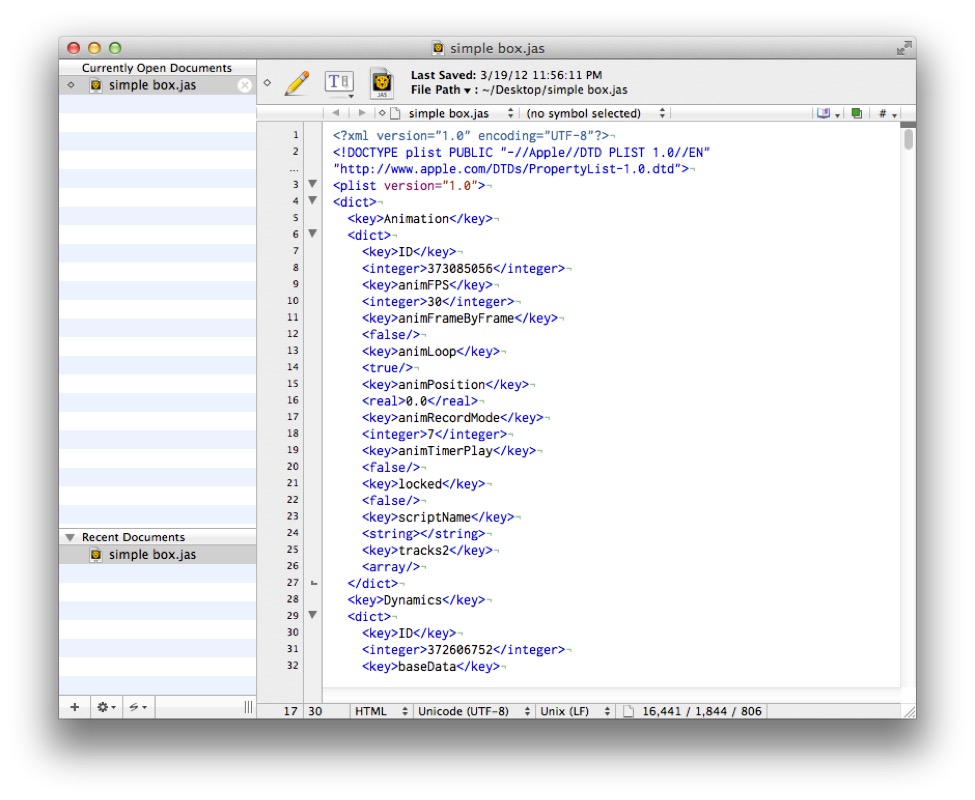 simple box.jas
Currently Open Documents
simple box.jas
T
JAS
Last Saved: 3/19/12 11:56:11 PM
File Path ▾ : ~/Desktop/simple box.jas
simple box.jas (no symbol selected) #
1 <?xml version="1.0" encoding="UTF-8"?>¬
2 <!DOCTYPE plist PUBLIC "-//Apple//DTD PLIST 1.0//EN"
… "http://www.apple.com/DTDs/PropertyList-1.0.dtd">¬
3 <plist version="1.0">¬
4 <dict>¬
5 <key>Animation</key>¬
6 <dict>¬
7 <key>ID</key>¬
8 <integer>373085056</integer>¬
9 <key>animFPS</key>¬
10 <integer>30</integer>¬
11 <key>animFrameByFrame</key>¬
12 <false/>¬
13 <key>animLoop</key>¬
14 <true/>¬
15 <key>animPosition</key>¬
16 <real>0.0</real>¬
17 <key>animRecordMode</key>¬
18 <integer>7</integer>¬
19 <key>animTimerPlay</key>¬
20 <false/>¬
21 <key>locked</key>¬
22 <false/>¬
23 <key>scriptName</key>¬
24 <string></string>¬
25 <key>tracks2</key>¬
26 <array/>¬
27 </dict>¬
28 <key>Dynamics</key>¬
29 <dict>¬
30 <key>ID</key>¬
31 <integer>372606752</integer>¬
32 <key>baseData</key>¬
Recent Documents
simple box.jas
17 30 HTML Unicode (UTF-8) Unix (LF) 16,441 / 1,844 / 806